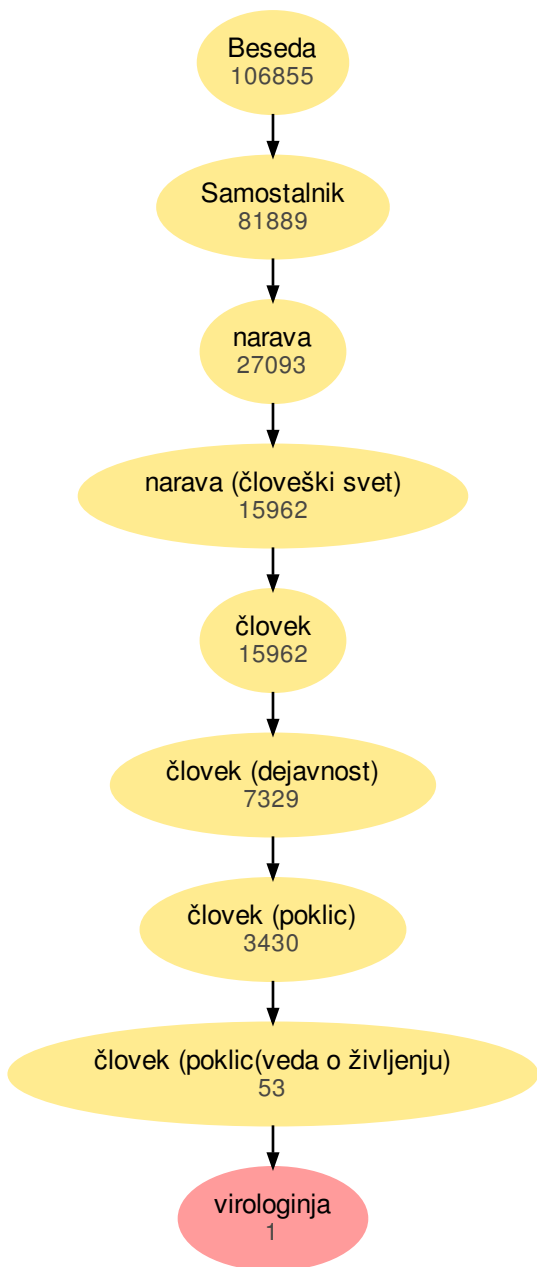 Beseda
106855
Samostalnik
81889
narava
27093
narava (človeški svet)
15962
človek
15962
človek (dejavnost)
7329
človek (poklic)
3430
človek (poklic(veda o življenju)
53
virologinja
1